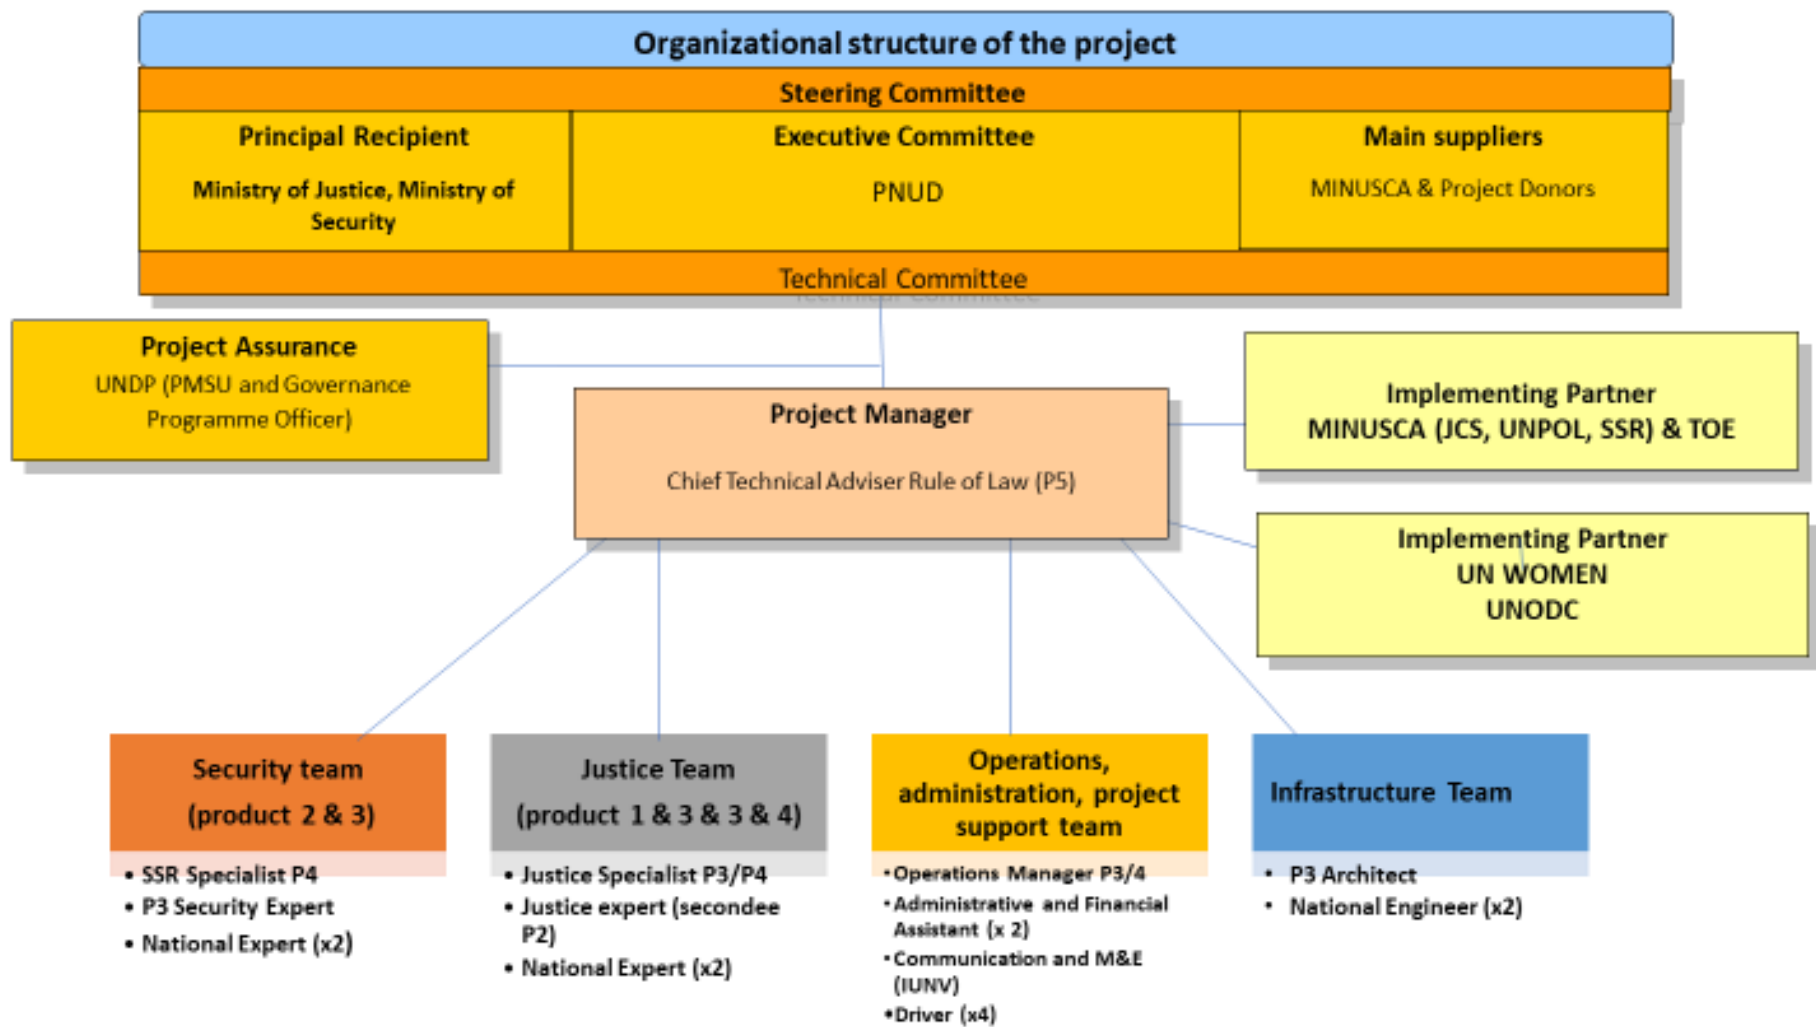 Organizational structure of the project
Steering Committee
Principal Recipient
Ministry of Justice, Ministry of
Security
Executive Committee
PNUD
Main suppliers
MINUSCA & Project Donors
Technical Committee
Project Assurance
UNDP (PMSU and Governance
Programme Officer)
Project Manager
Chief Technical Adviser Rule of Law (P5)
Implementing Partner
MINUSCA (JCS, UNPOL, SSR) & TOE
Implementing Partner
UN WOMEN
UNODC
Security team
(product 2 & 3)
• SSR Specialist P4
• P3 Security Expert
• National Expert (x2)
Justice Team
(product 1 & 3 & 3 & 4)
• Justice Specialist P3/P4
• Justice expert (secondee
P2)
• National Expert (x2)
Operations,
administration, project
support team
• Operations Manager P3/4
• Administrative and Financial
Assistant (x 2)
• Communication and M&E
(IUNV)
• Driver (x4)
Infrastructure Team
• P3 Architect
• National Engineer (x2)